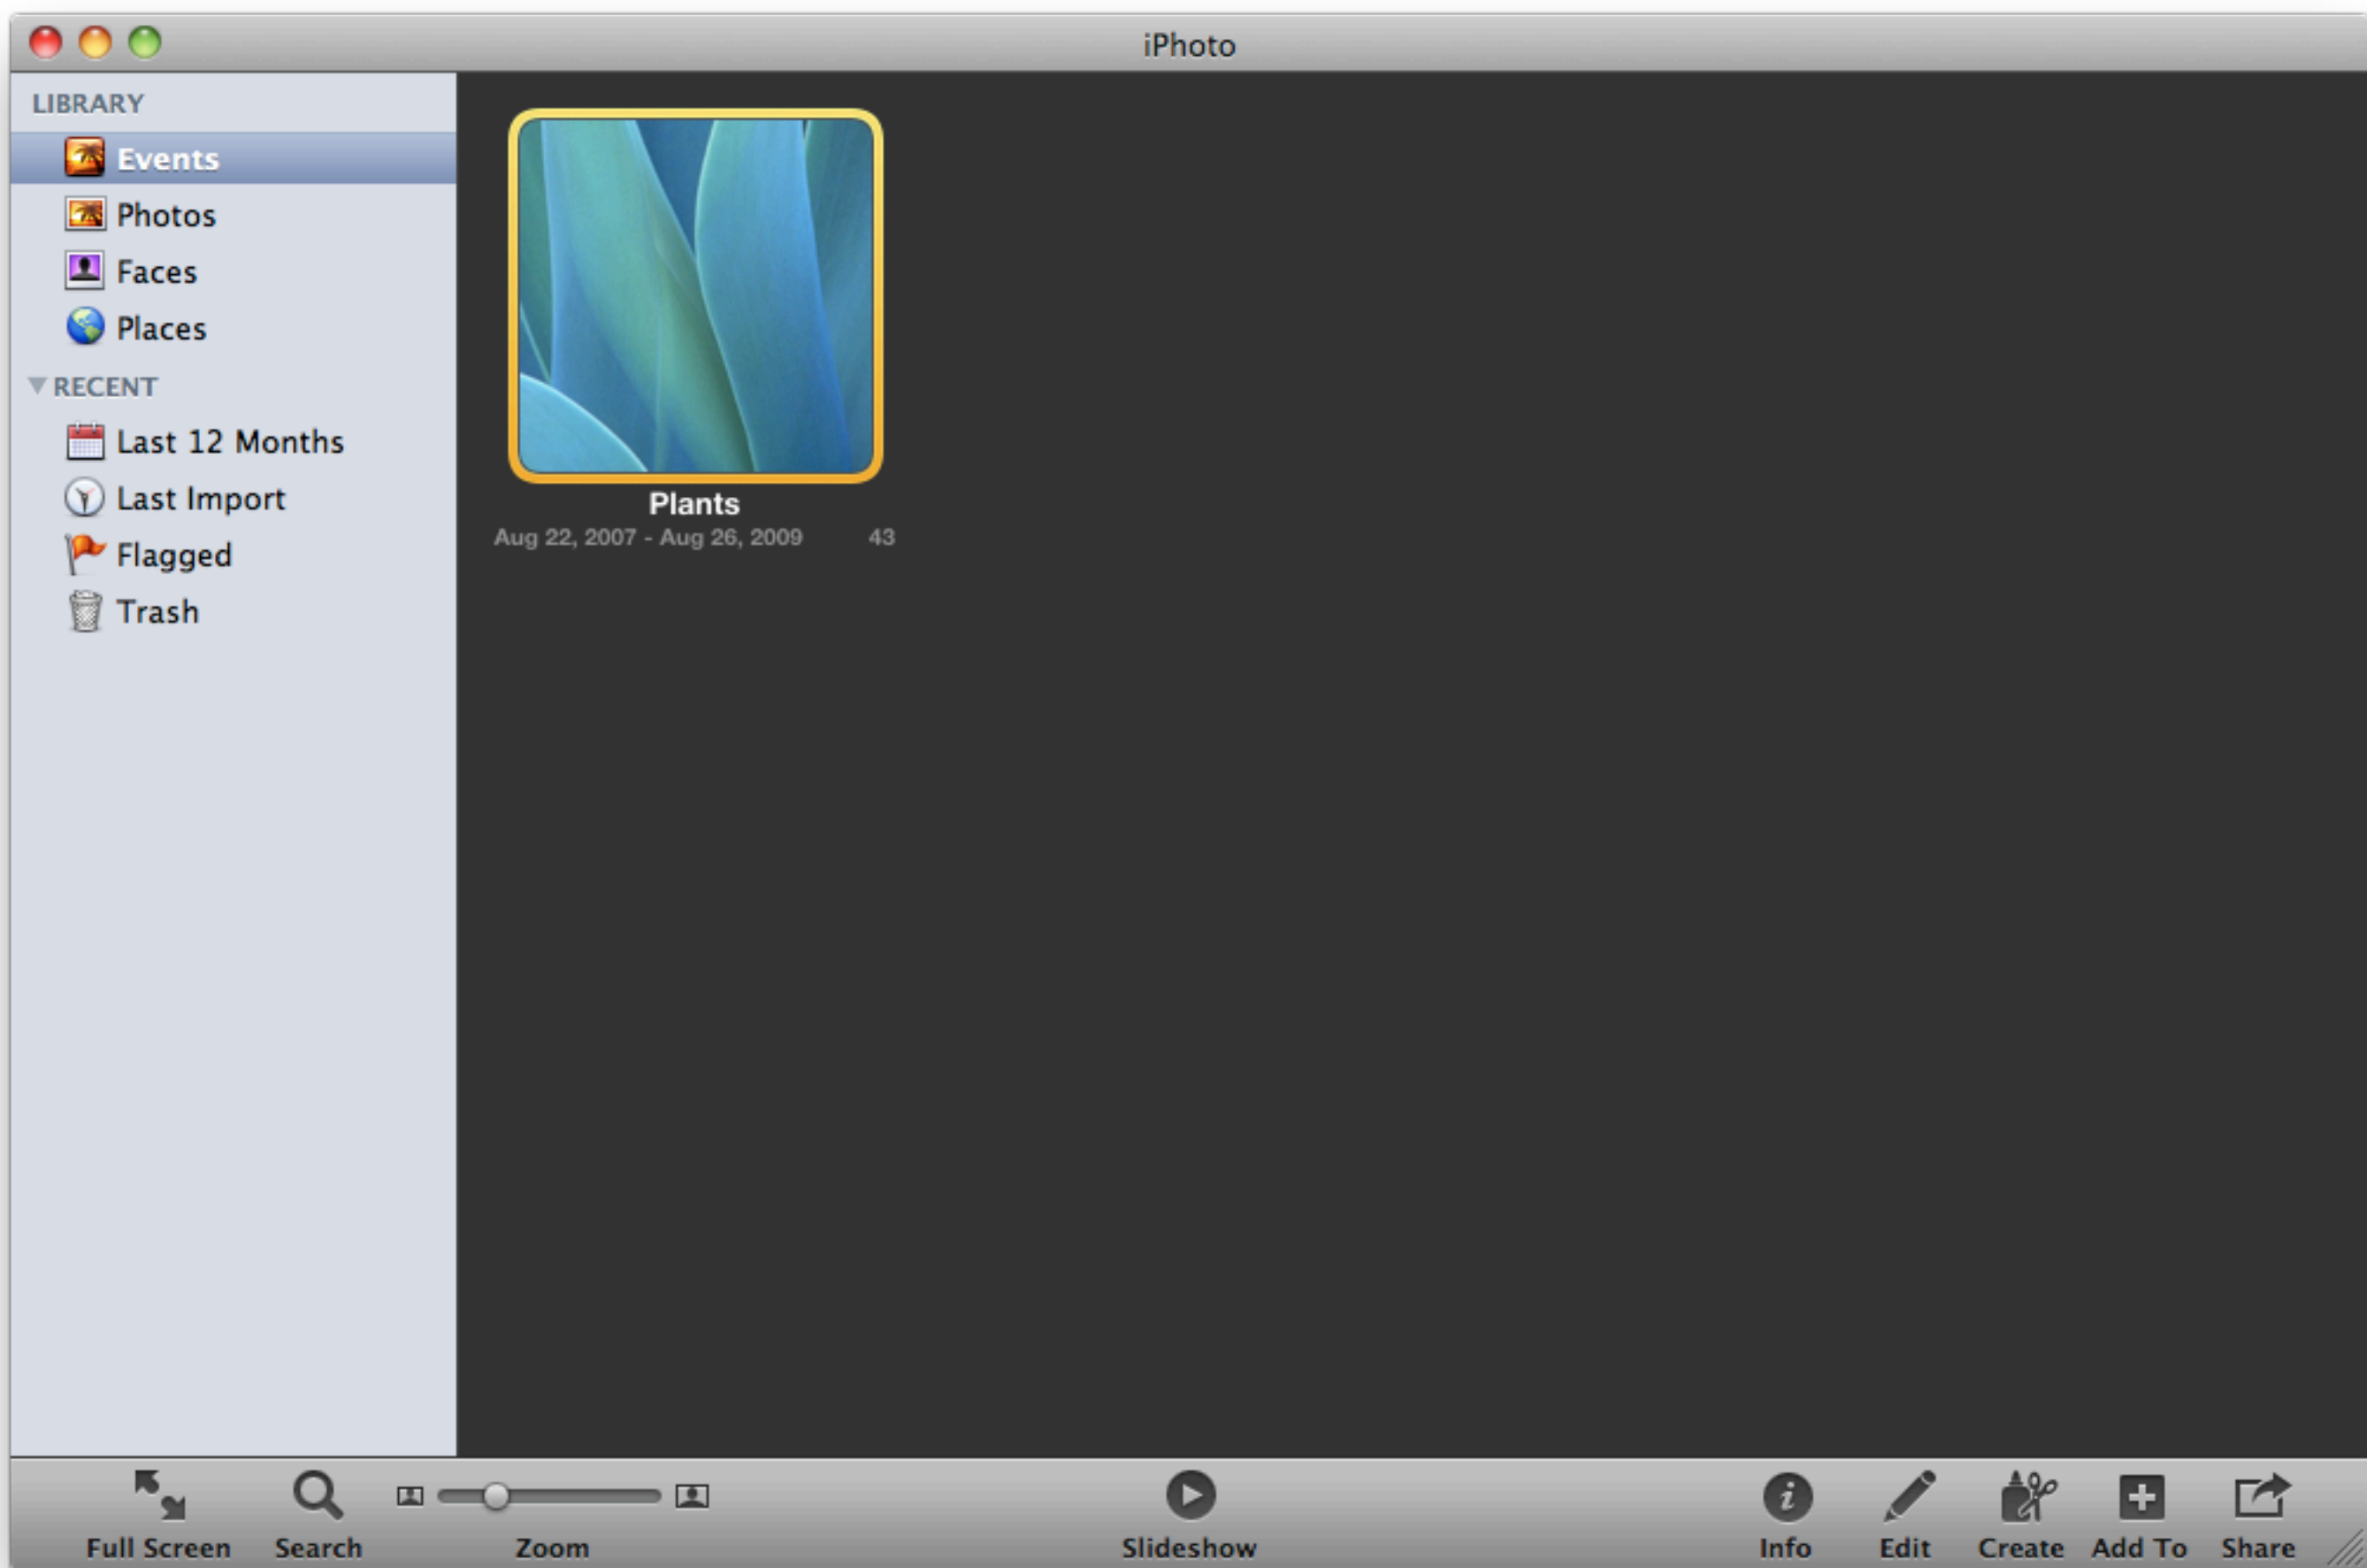 iPhoto
LIBRARY
Events
Photos
Faces
Places
RECENT
Last 12 Months
Last Import
Flagged
Trash
Plants
Aug 22, 2007 - Aug 26, 2009 43
Full Screen Search Zoom Slideshow Info Edit Create Add To Share